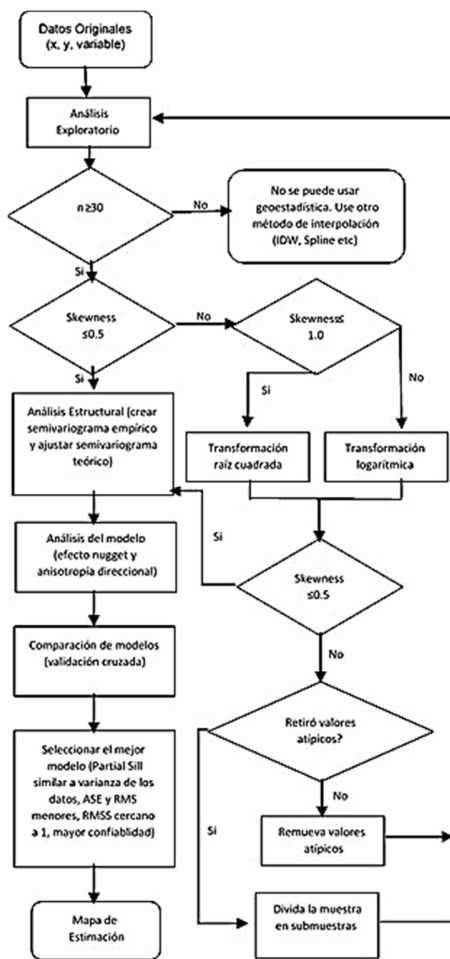 Datos Originales
(x, y, variable)
Análisis
Exploratorio
n≥30
No
No se puede usar
geoestadística. Use otro
método de interpolación
(IDW, Spline etc)
Si
Skewness
≤0.5
No
Skewness≤
1.0
Si
Si
No
Análisis Estructural (crear
semivariograma empírico
y ajustar semivariograma
teórico)
Transformación
raíz cuadrada
Transformación
logarítmica
Si
Análisis del modelo
(efecto nugget y
anisotropía direccional)
Skewness
≤0.5
No
Comparación de modelos
(validación cruzada)
Retiró valores
atípicos?
Seleccionar el mejor
modelo (Partial Sill
similar a varianza de los
datos, ASE y RMS
menores, RMSS cercano
a 1, mayor confiablidad)
No
Si
Remueva valores
atípicos
Mapa de
Estimación
Divida la muestra
en submuestras